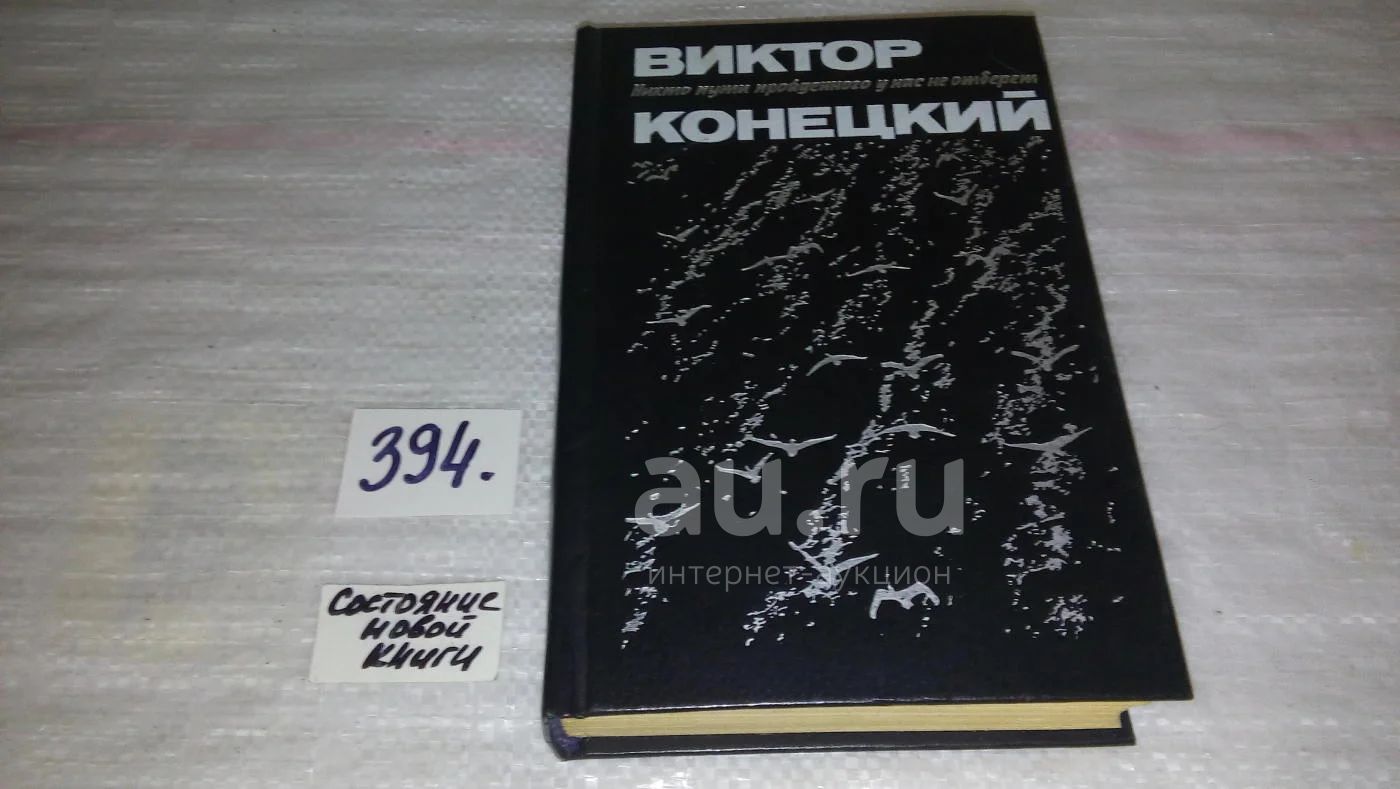 ВИКТОР
Никто пути пройденного у нас не отберет
КОНЕЦКИЙ
394.
au.ru
интернет-аукцион
Состояние
новой
книги